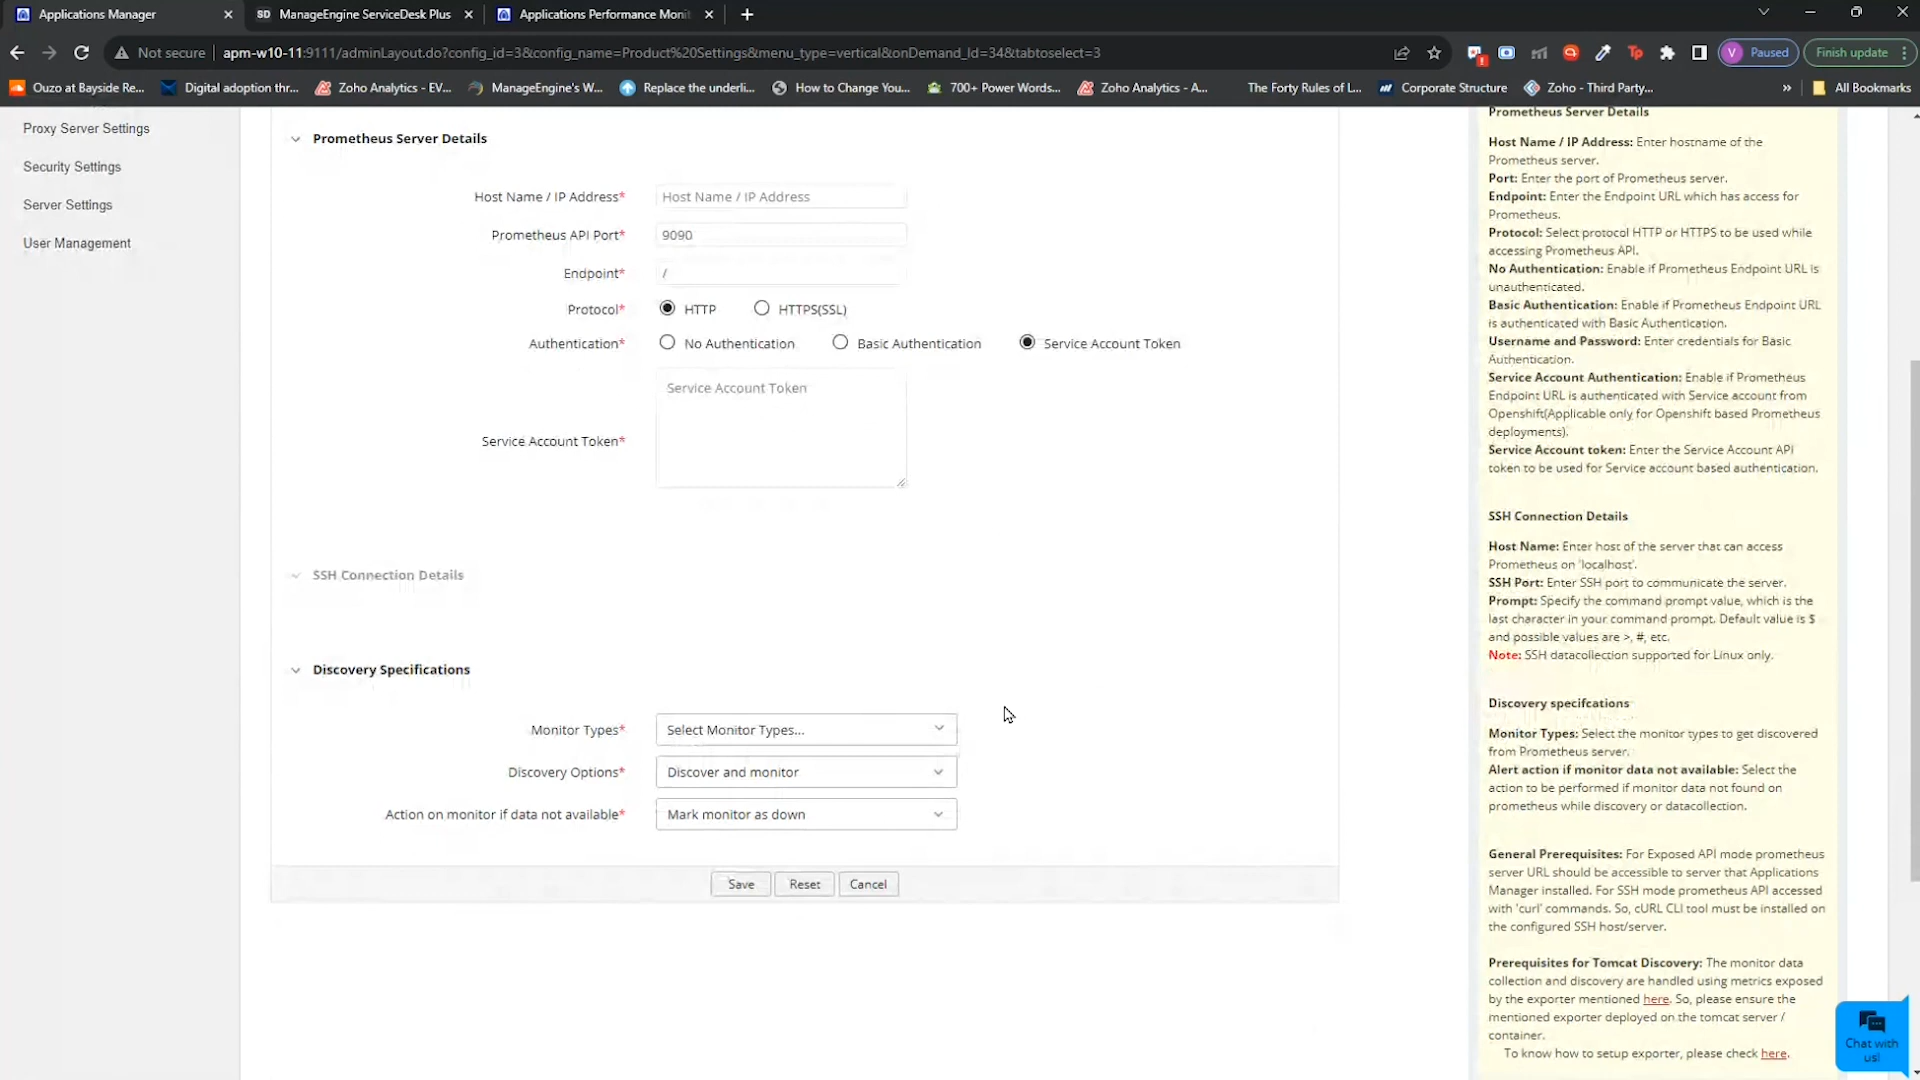 Applications Manager
ManageEngine ServiceDesk Plus
Applications Performance Monit
Not secure
apm-w10-11:9111/adminLayout.do?config_id=3&config_name=Product%20Settings&menu_type=vertical&onDemand_Id=34&tabtoselect=3
V Paused
Finish update
Ouzo at Bayside Re...
Digital adoption thr...
Zoho Analytics - EV...
ManageEngine's W...
Replace the underli...
How to Change You...
700+ Power Words...
Zoho Analytics - A...
The Forty Rules of L...
Corporate Structure
Zoho - Third Party...
»
All Bookmarks
Proxy Server Settings
Security Settings
Server Settings
User Management
Prometheus Server Details
Host Name / IP Address* Host Name / IP Address
Prometheus API Port* 9090
Endpoint* /
Protocol* HTTP HTTPS(SSL)
Authentication* No Authentication Basic Authentication Service Account Token
Service Account Token
Service Account Token*
SSH Connection Details
Discovery Specifications
Monitor Types* Select Monitor Types...
Discovery Options* Discover and monitor
Action on monitor if data not available* Mark monitor as down
Save Reset Cancel
Prometheus Server Details
Host Name / IP Address: Enter hostname of the
Prometheus server.
Port: Enter the port of Prometheus server.
Endpoint: Enter the Endpoint URL which has access for
Prometheus.
Protocol: Select protocol HTTP or HTTPS to be used while
accessing Prometheus API.
No Authentication: Enable if Prometheus Endpoint URL is
unauthenticated.
Basic Authentication: Enable if Prometheus Endpoint URL
is authenticated with Basic Authentication.
Username and Password: Enter credentials for Basic
Authentication.
Service Account Authentication: Enable if Prometheus
Endpoint URL is authenticated with Service account from
Openshift(Applicable only for Openshift based Prometheus
deployments).
Service Account token: Enter the Service Account API
token to be used for Service account based authentication.
SSH Connection Details
Host Name: Enter host of the server that can access
Prometheus on 'localhost'.
SSH Port: Enter SSH port to communicate the server.
Prompt: Specify the command prompt value, which is the
last character in your command prompt. Default value is $
and possible values are >, #, etc.
Note: SSH datacollection supported for Linux only.
Discovery specifcations
Monitor Types: Select the monitor types to get discovered
from Prometheus server.
Alert action if monitor data not available: Select the
action to be performed if monitor data not found on
prometheus while discovery or datacollection.
General Prerequisites: For Exposed API mode prometheus
server URL should be accessible to server that Applications
Manager installed. For SSH mode prometheus API accessed
with 'curl' commands. So, cURL CLI tool must be installed on
the configured SSH host/server.
Prerequisites for Tomcat Discovery: The monitor data
collection and discovery are handled using metrics exposed
by the exporter mentioned here. So, please ensure the
mentioned exporter deployed on the tomcat server /
container.
To know how to setup exporter, please check here.
Chat with
us!